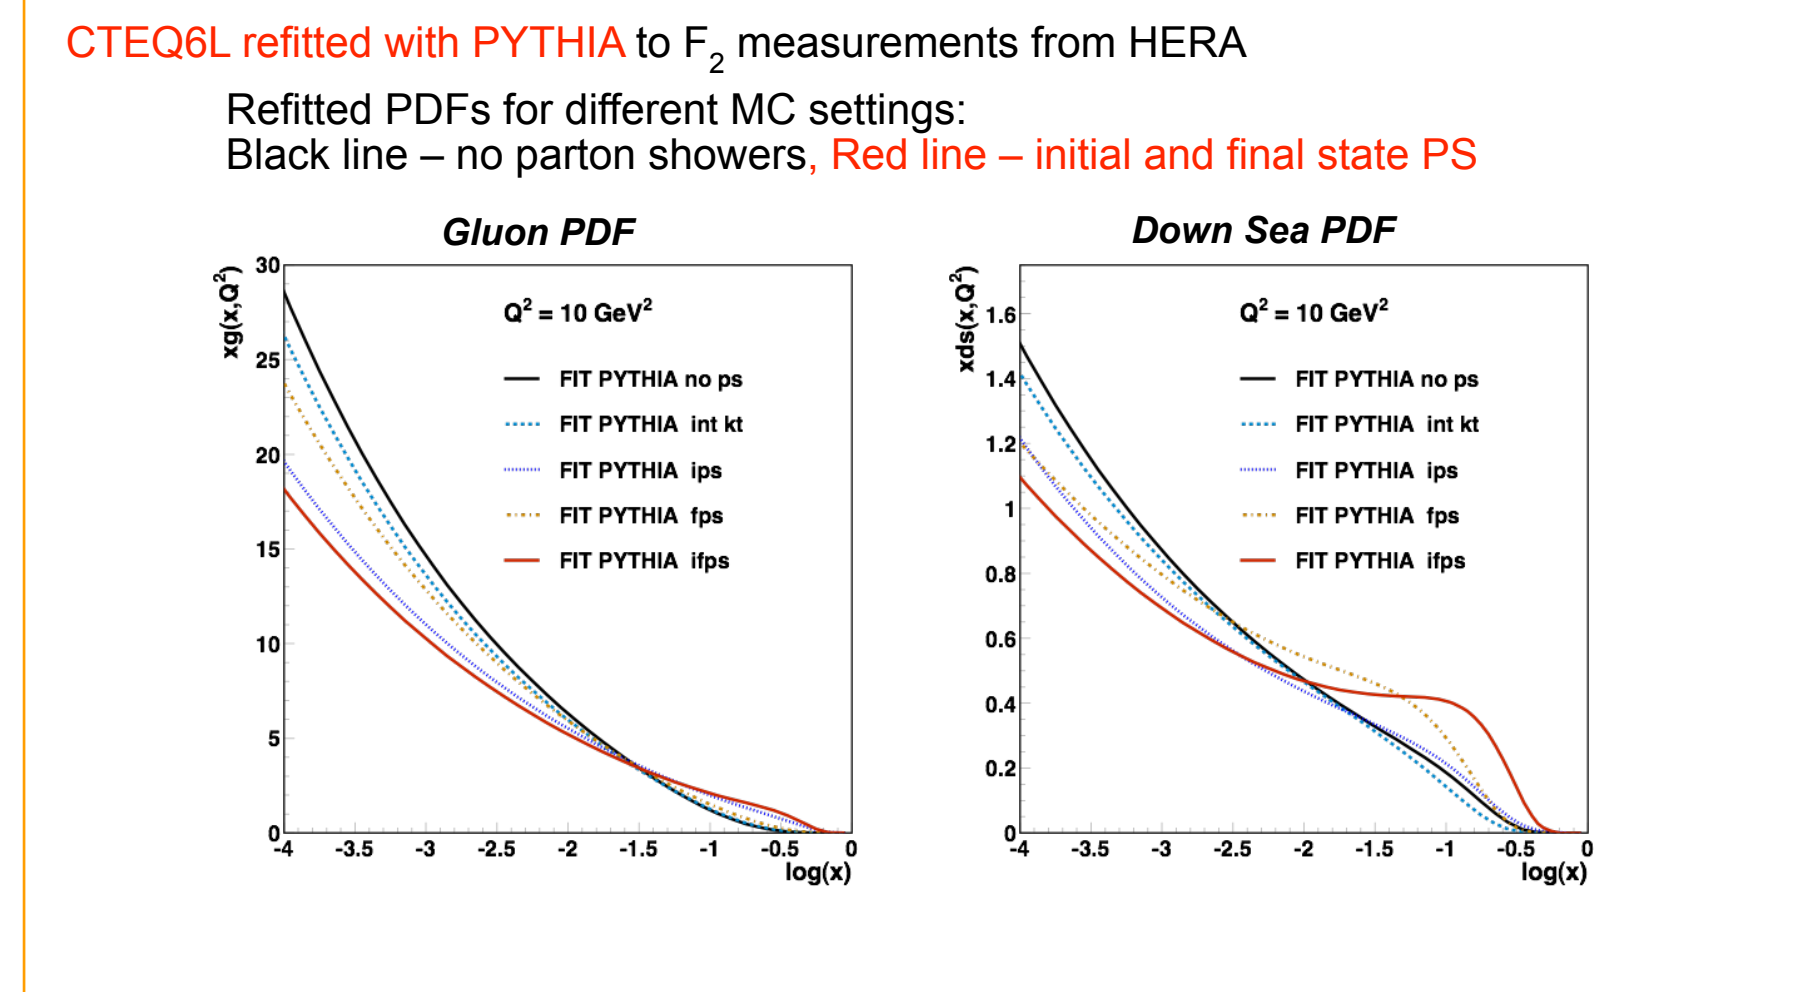 CTEQ6L refitted with PYTHIA to F2 measurements from HERA
Refitted PDFs for different MC settings:
Black line – no parton showers, Red line – initial and final state PS
Gluon PDF
xg(x,Q²)
30
25
20
15
10
5
0
Q² = 10 GeV²
FIT PYTHIA no ps
FIT PYTHIA int kt
FIT PYTHIA ips
FIT PYTHIA fps
FIT PYTHIA ifps
-4 -3.5 -3 -2.5 -2 -1.5 -1 -0.5 0
log(x)
Down Sea PDF
xds(x,Q²)
1.6
1.4
1.2
1
0.8
0.6
0.4
0.2
0
Q² = 10 GeV²
FIT PYTHIA no ps
FIT PYTHIA int kt
FIT PYTHIA ips
FIT PYTHIA fps
FIT PYTHIA ifps
-4 -3.5 -3 -2.5 -2 -1.5 -1 -0.5 0
log(x)